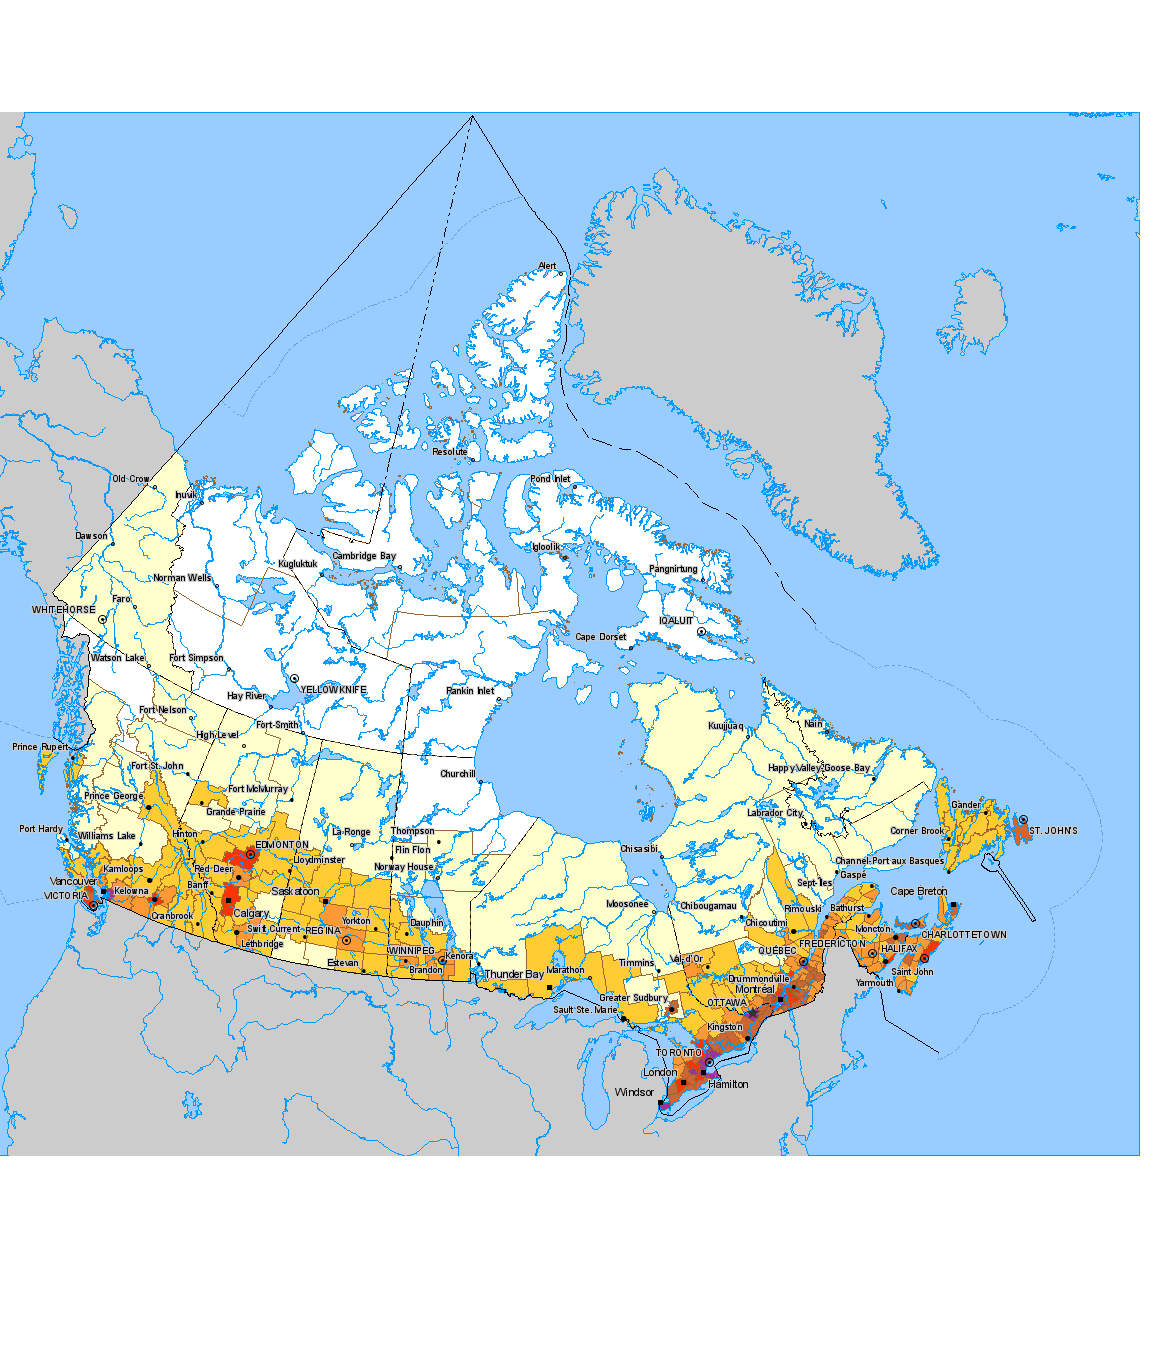 Alert
Resolute
Old Crow
Inuvik
Pond Inlet
Dawson
Igloolik
Cambridge Bay
Kugluktuk
Pangnirtung
Norman Wells
Faro
WHITEHORSE
IQALUIT
Cape Dorset
Watson Lake
Fort Simpson
YELLOWKNIFE
Rankin Inlet
Hay River
Fort Nelson
Fort Smith
Kuujjuaq
Nain
High Level
Prince Rupert
Fort St. John
Happy Valley-Goose Bay
Churchill
Fort McMurray
Prince George
Grande Prairie
Gander
Labrador City
Port Hardy
Williams Lake
Hinton
La Ronge
Thompson
Corner Brook
ST. JOHN'S
EDMONTON
Flin Flon
Chisasibi
Lloydminster
Channel-Port aux Basques
Kamloops
Red Deer
Norway House
Gaspé
Vancouver
Banff
Sept-Îles
VICTORIA
Kelowna
Saskatoon
Cape Breton
Moosonee
Chibougamau
Rimouski
Bathurst
Cranbrook
Calgary
Yorkton
Dauphin
Chicoutimi
Swift Current
REGINA
Moncton
CHARLOTTETOWN
Lethbridge
FREDERICTON
WINNIPEG
QUÉBEC
HALIFAX
Kenora
Estevan
Brandon
Thunder Bay
Marathon
Timmins
Val-d'Or
Saint John
Drummondville
Yarmouth
Montréal
Greater Sudbury
OTTAWA
Sault Ste. Marie
Kingston
TORONTO
London
Hamilton
Windsor